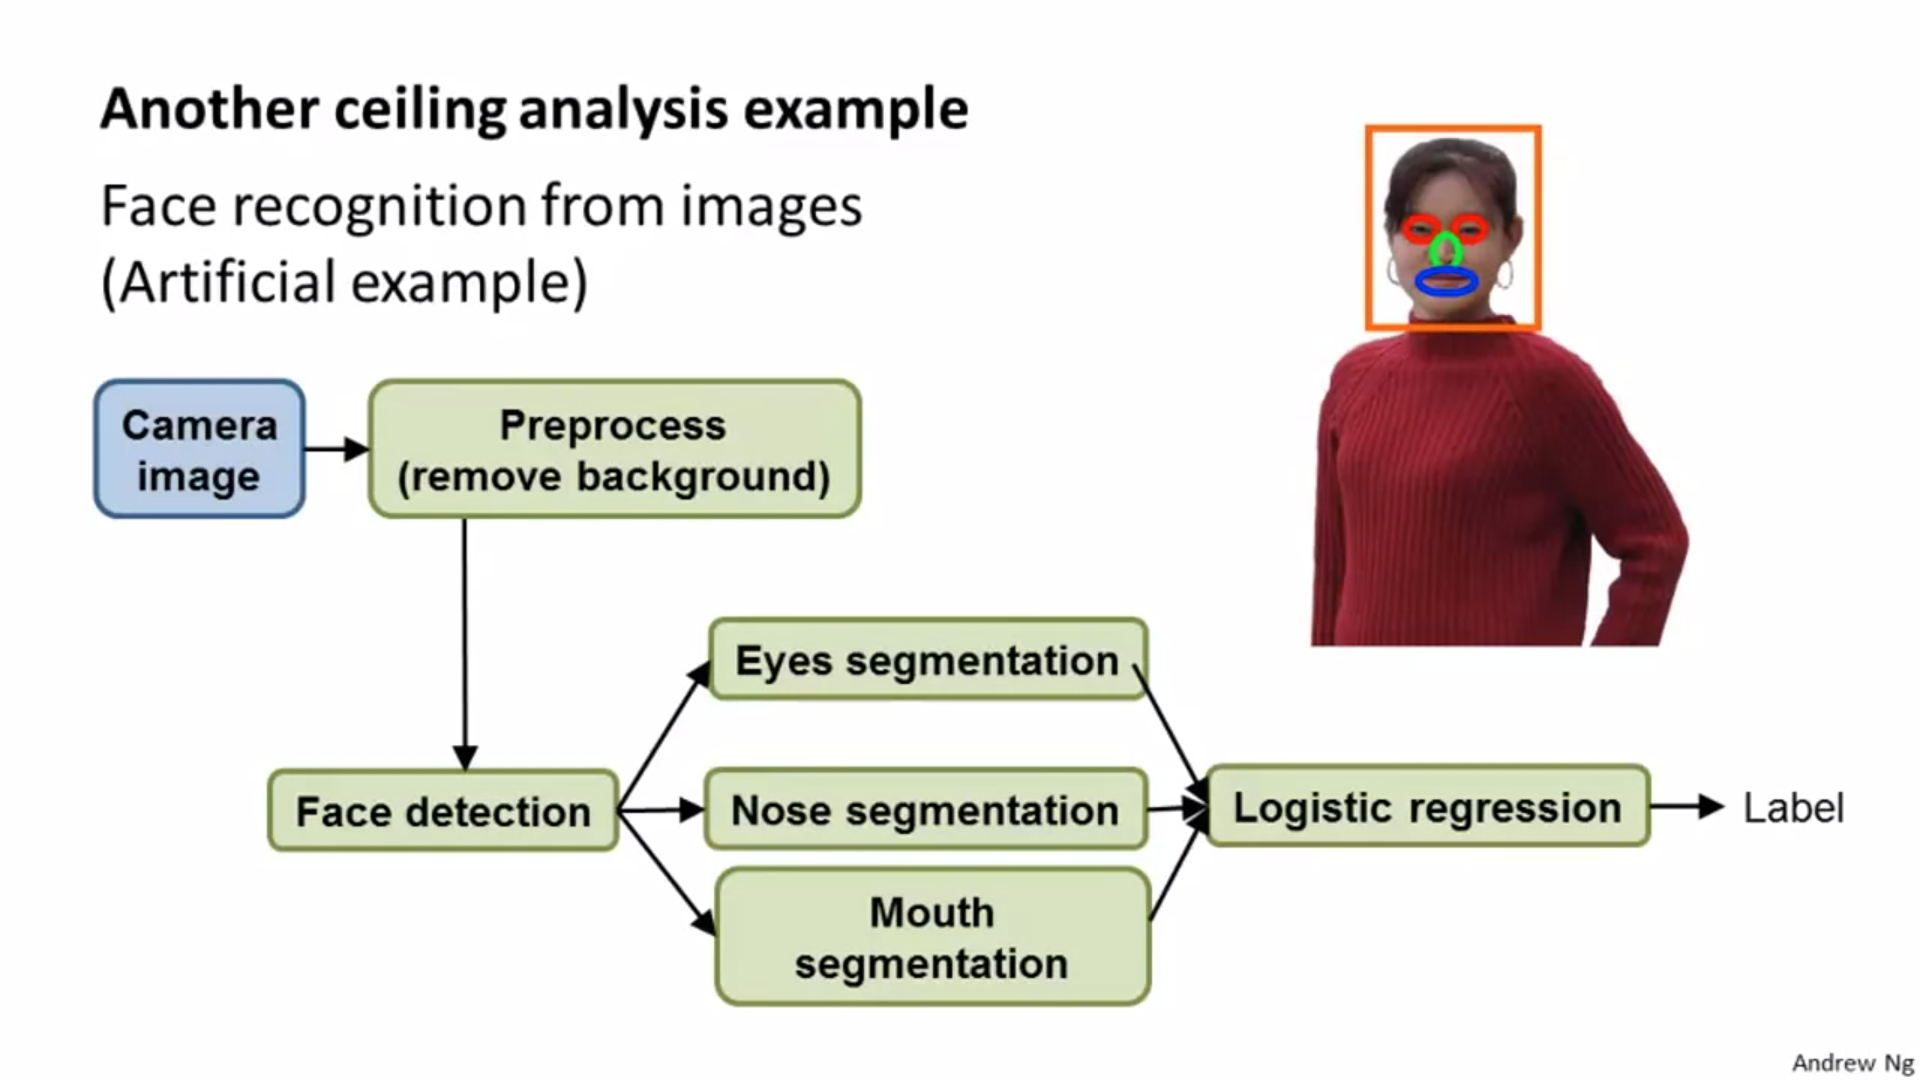 Another ceiling analysis example
Face recognition from images
(Artificial example)
Camera
image
Preprocess
(remove background)
Eyes segmentation
Face detection
Nose segmentation
Logistic regression
Label
Mouth
segmentation
Andrew Ng